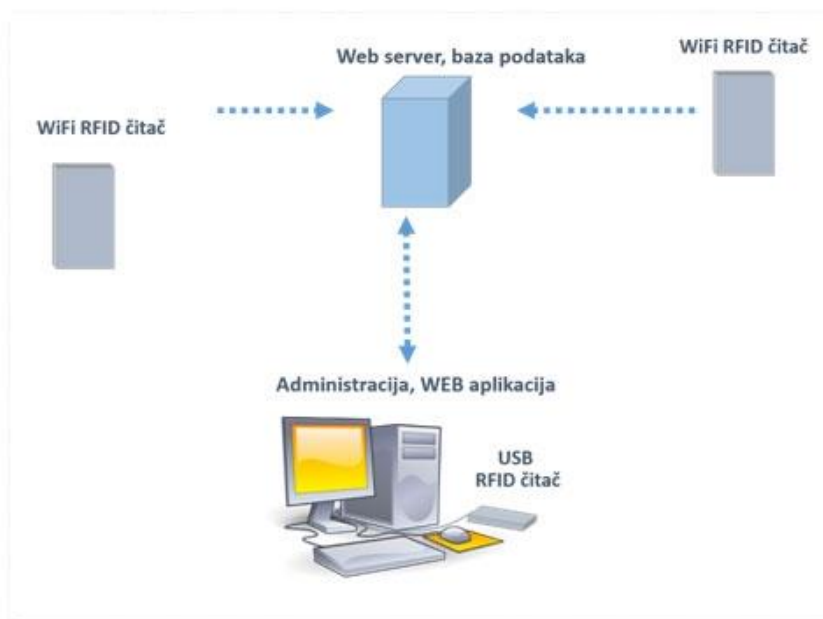 Web server, baza podataka
WiFi RFID čitač
WiFi RFID čitač
Administracija, WEB aplikacija
USB
RFID čitač